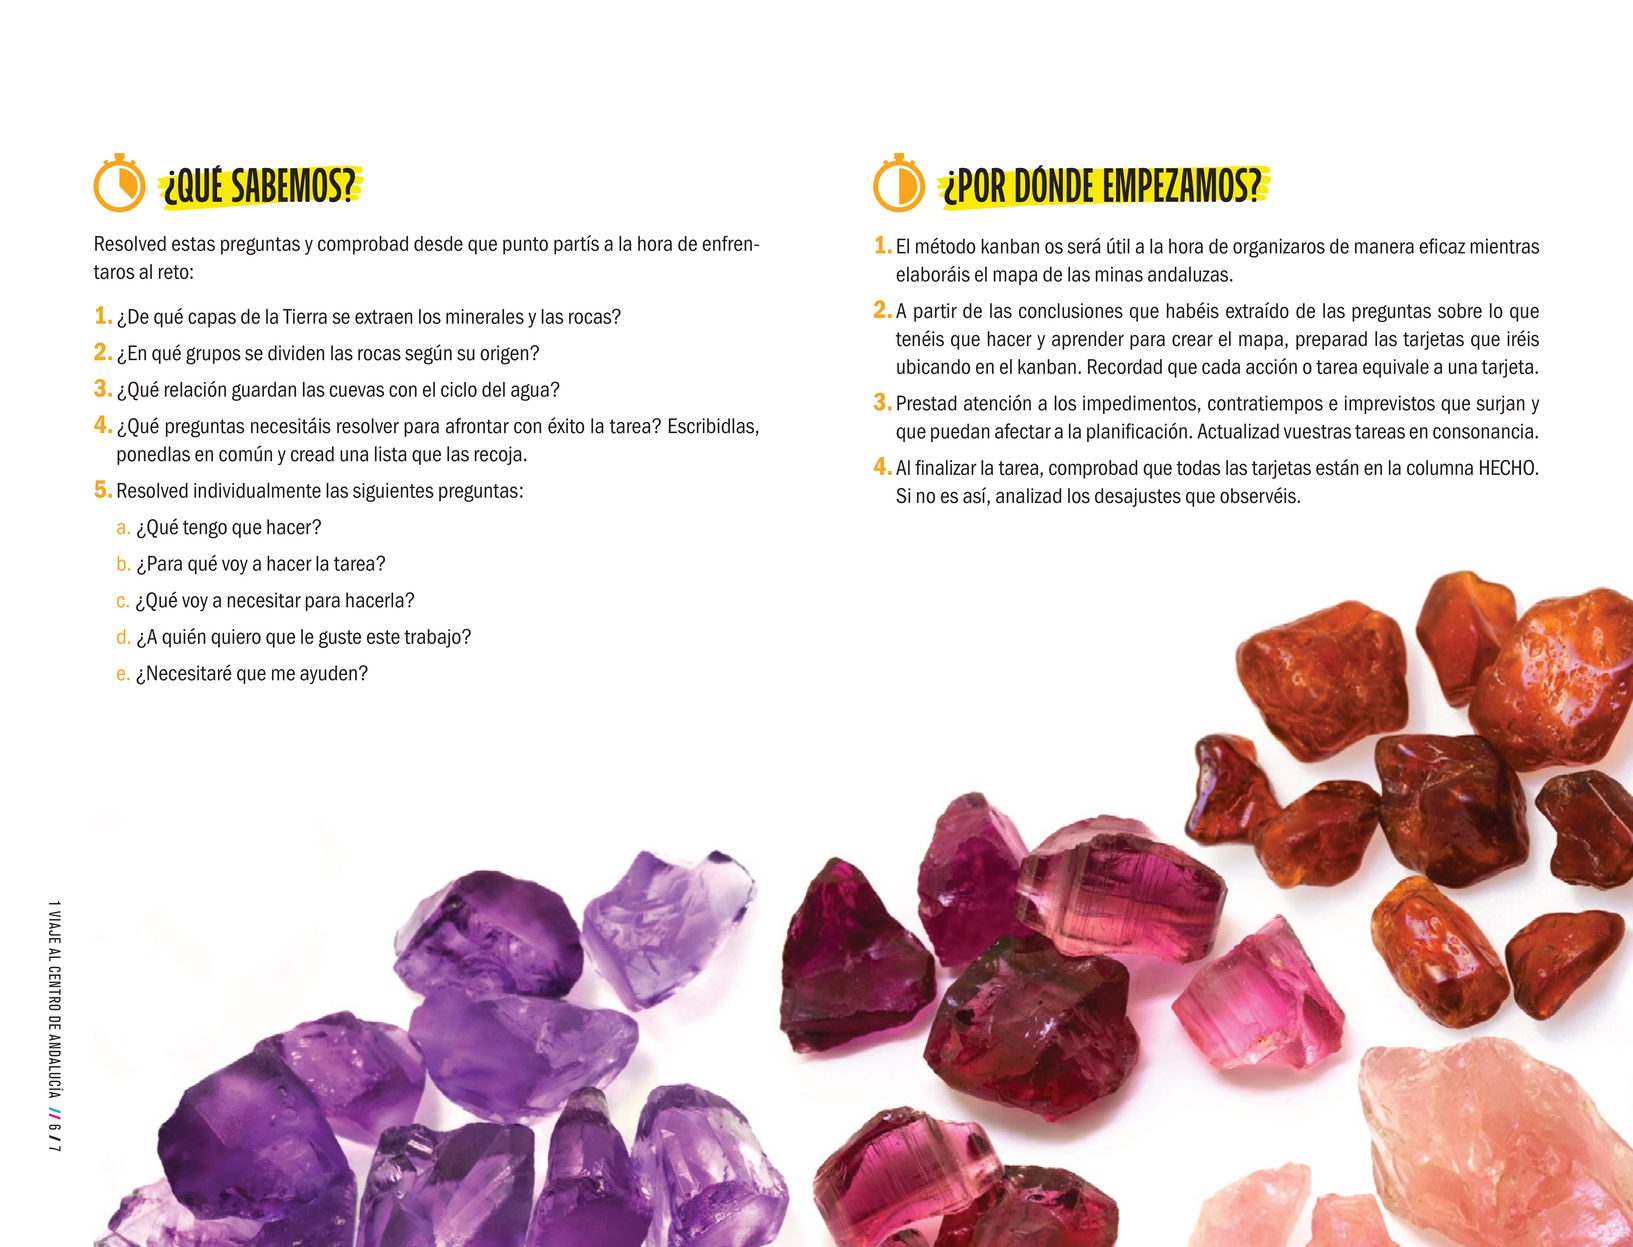 ¿QUÉ SABEMOS?
Resolved estas preguntas y comprobad desde que punto partís a la hora de enfren-
taros al reto:
1. ¿De qué capas de la Tierra se extraen los minerales y las rocas?
2. ¿En qué grupos se dividen las rocas según su origen?
3. ¿Qué relación guardan las cuevas con el ciclo del agua?
4. ¿Qué preguntas necesitáis resolver para afrontar con éxito la tarea? Escribidlas,
ponedlas en común y cread una lista que las recoja.
5. Resolved individualmente las siguientes preguntas:
a. ¿Qué tengo que hacer?
b. ¿Para qué voy a hacer la tarea?
c. ¿Qué voy a necesitar para hacerla?
d. ¿A quién quiero que le guste este trabajo?
e. ¿Necesitaré que me ayuden?
¿POR DÓNDE EMPEZAMOS?
1. El método kanban os será útil a la hora de organizaros de manera eficaz mientras
elaboráis el mapa de las minas andaluzas.
2. A partir de las conclusiones que habéis extraído de las preguntas sobre lo que
tenéis que hacer y aprender para crear el mapa, preparad las tarjetas que iréis
ubicando en el kanban. Recordad que cada acción o tarea equivale a una tarjeta.
3. Prestad atención a los impedimentos, contratiempos e imprevistos que surjan y
que puedan afectar a la planificación. Actualizad vuestras tareas en consonancia.
4. Al finalizar la tarea, comprobad que todas las tarjetas están en la columna HECHO.
Si no es así, analizad los desajustes que observéis.
1 VIAJE AL CENTRO DE ANDALUCÍA // 6 / 7